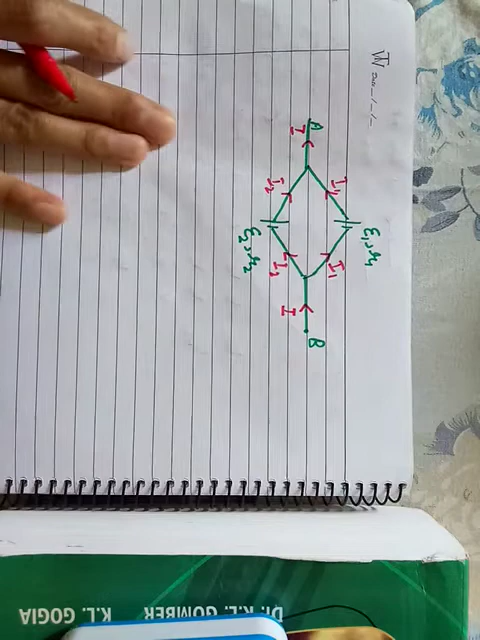 A
I
I₁
I₂
ε₁, r₁
ε₂, r₂
I₁
I₂
I
B
Dr. K.L. GOMBER K.L. GOGIA